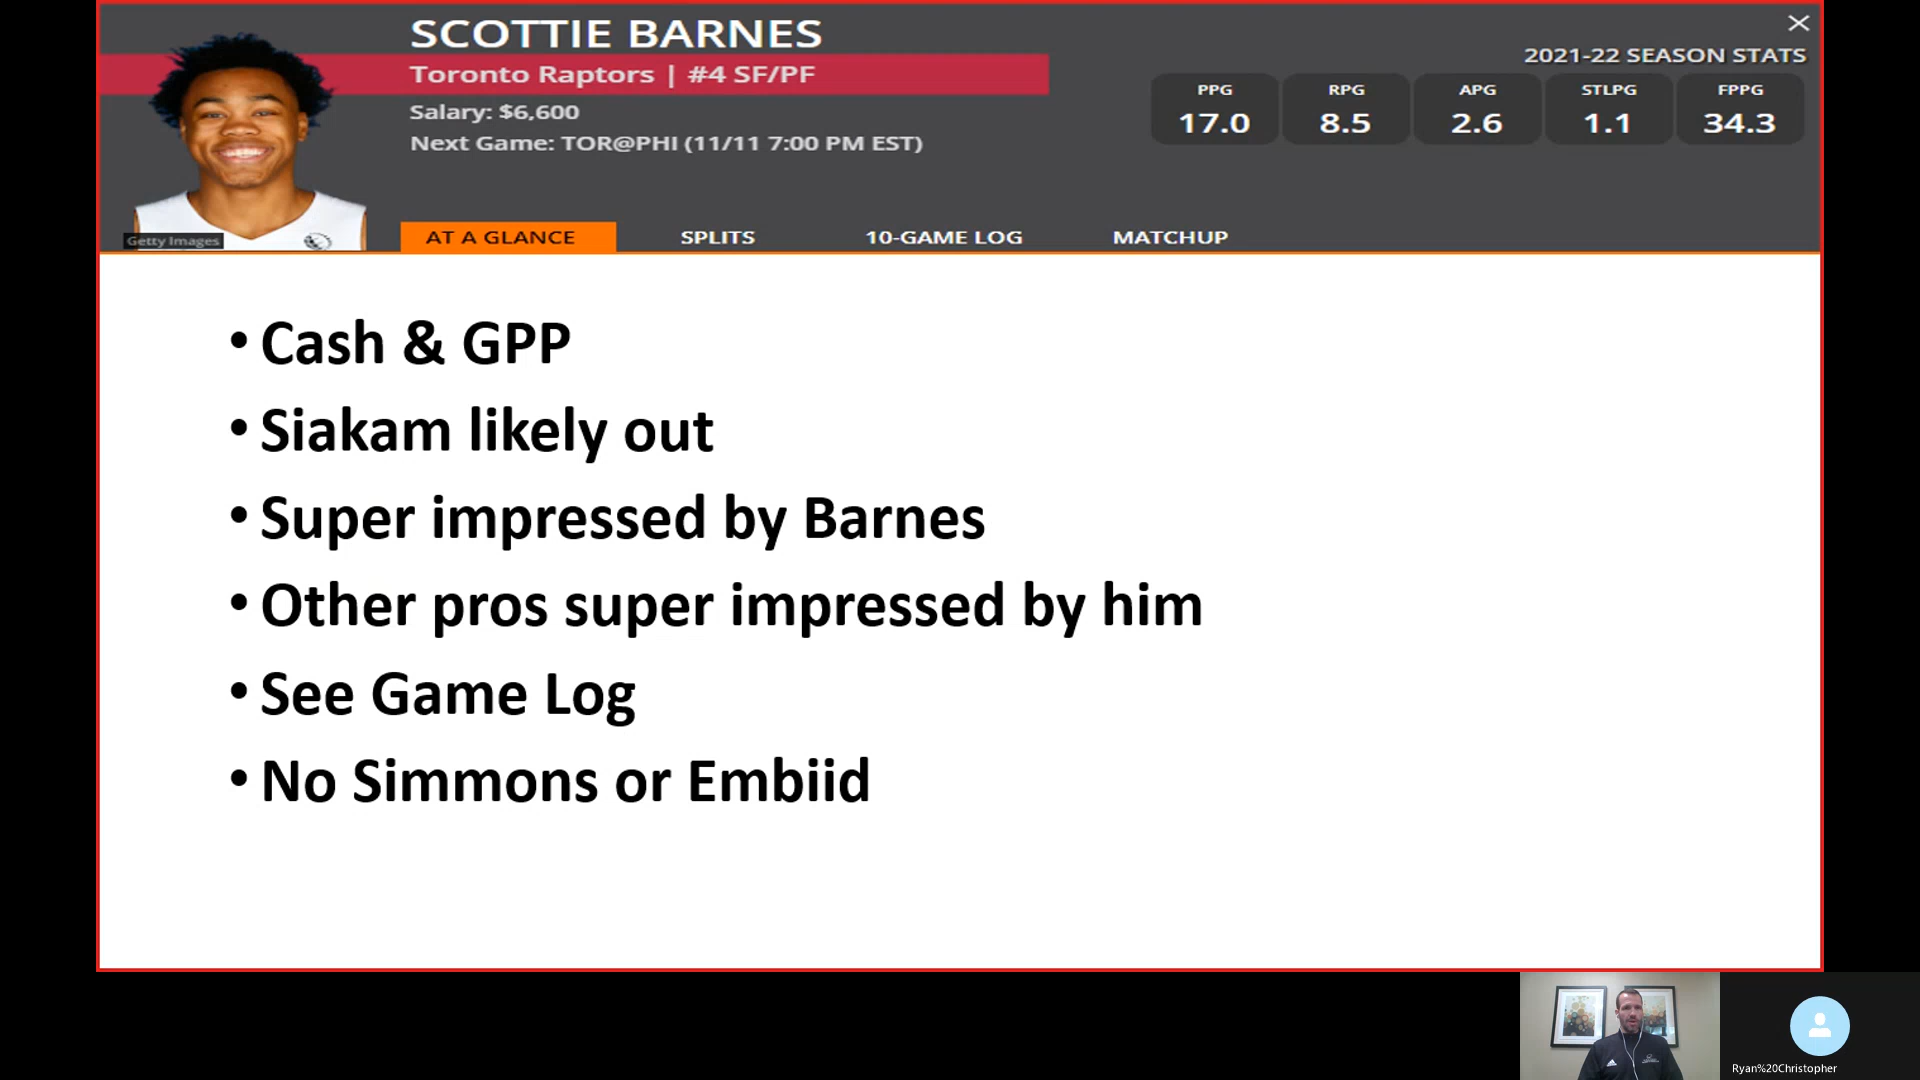 SCOTTIE BARNES
Toronto Raptors | #4 SF/PF
Salary: $6,600
Next Game: TOR@PHI (11/11 7:00 PM EST)
2021-22 SEASON STATS
PPG RPG APG STLPG FPPG
17.0 8.5 2.6 1.1 34.3
Getty Images
AT A GLANCE SPLITS 10-GAME LOG MATCHUP
• Cash & GPP
• Siakam likely out
• Super impressed by Barnes
• Other pros super impressed by him
• See Game Log
• No Simmons or Embiid
Ryan%20Christopher